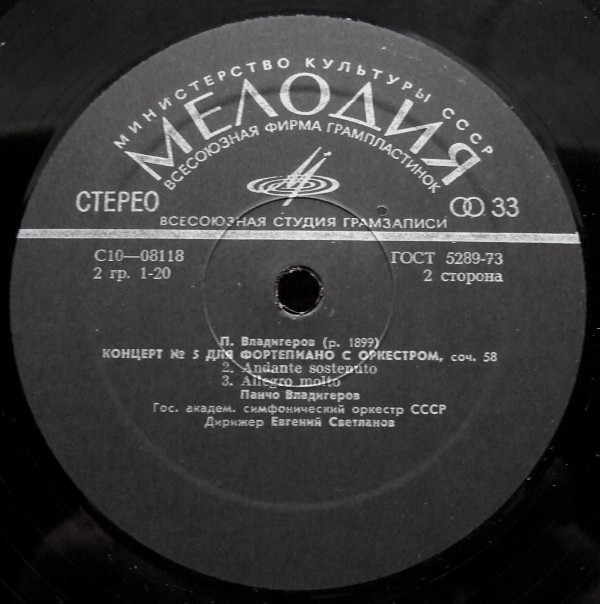 МИНИСТЕРСТВО КУЛЬТУРЫ СССР
МЕЛОДИЯ
ВСЕСОЮЗНАЯ ФИРМА ГРАМПЛАСТИНОК
СТЕРЕО
33
ВСЕСОЮЗНАЯ СТУДИЯ ГРАМЗАПИСИ
С10—08118
ГОСТ 5289-73
2 гр. 1-20
2 сторона
П. Владигеров (р. 1899)
КОНЦЕРТ № 5 ДЛЯ ФОРТЕПИАНО С ОРКЕСТРОМ, соч. 58
2. Andante sostenuto
3. Allegro molto
Панчо Владигеров
Гос. академ. симфонический оркестр СССР
Дирижер Евгений Светланов